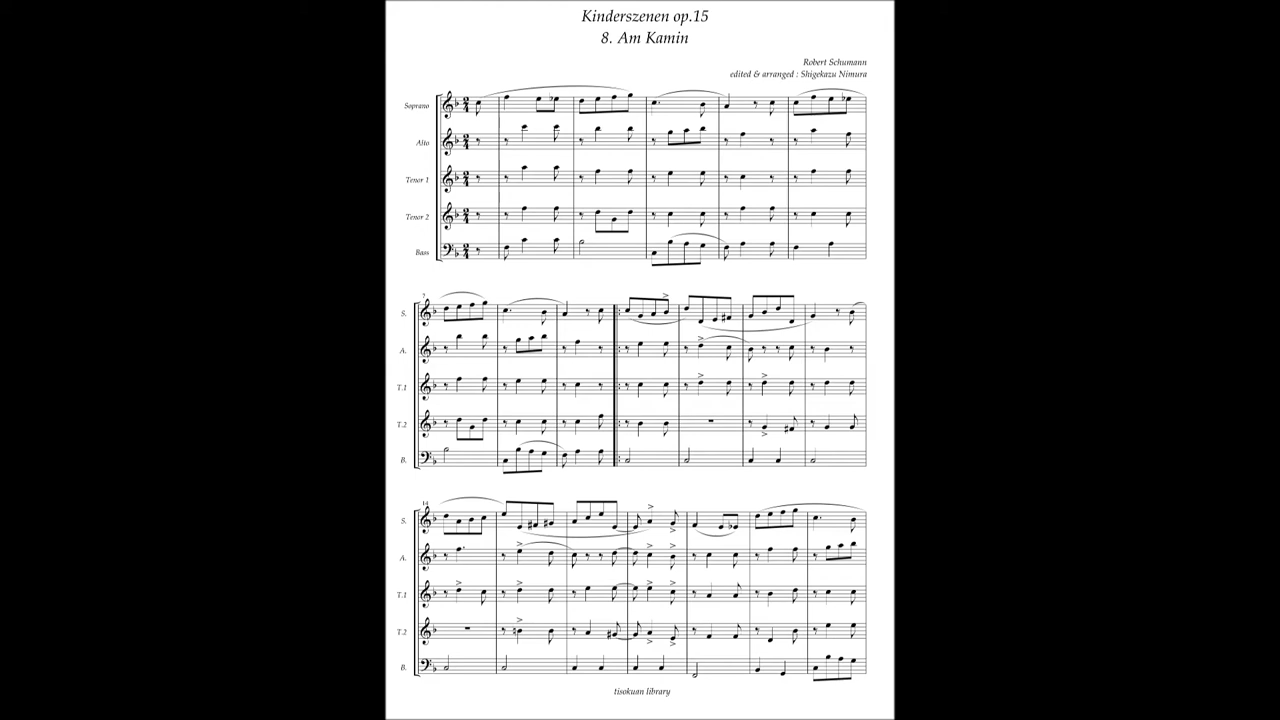 Kinderszenen op.15
8. Am Kamin
Robert Schumann
edited & arranged : Shigekazu Nimura
Soprano
Alto
Tenor 1
Tenor 2
Bass
7
S.
A.
T.1
T.2
B.
14
S.
A.
T.1
T.2
B.
tisokuan library